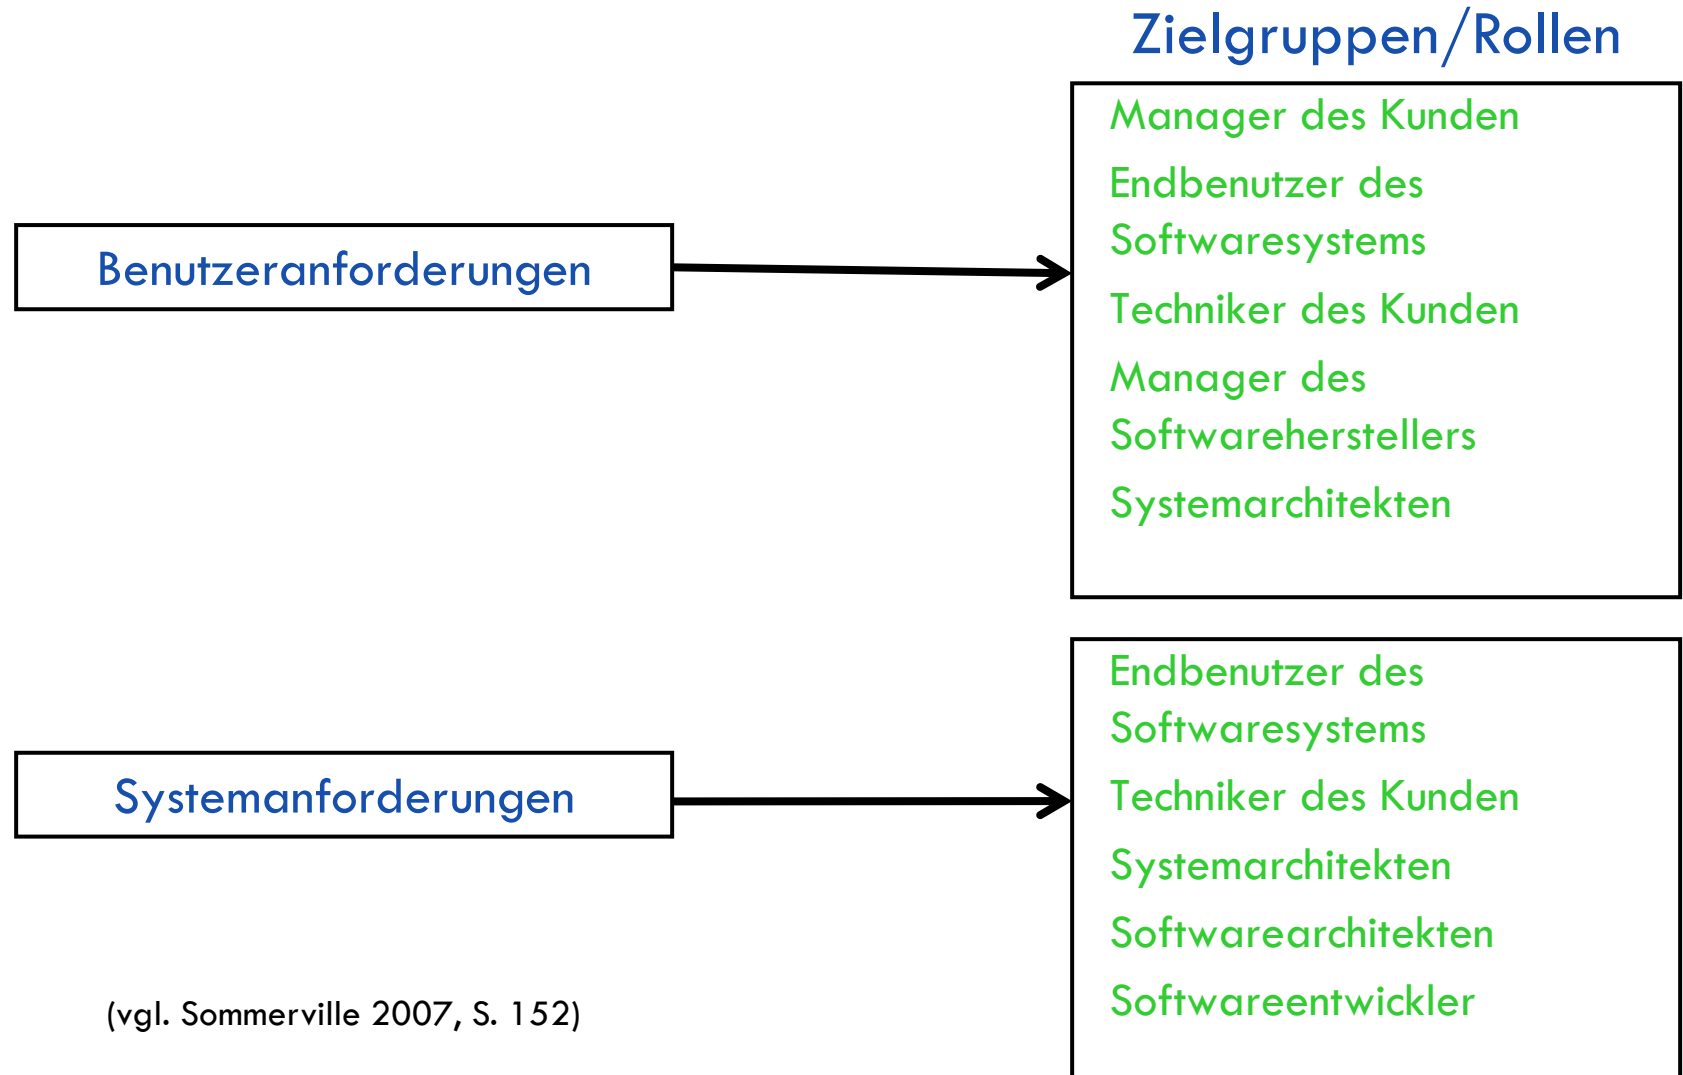 Zielgruppen/Rollen
Manager des Kunden
Endbenutzer des
Softwaresystems
Techniker des Kunden
Manager des
Softwareherstellers
Systemarchitekten
Benutzeranforderungen
Endbenutzer des
Softwaresystems
Techniker des Kunden
Systemarchitekten
Softwarearchitekten
Softwareentwickler
Systemanforderungen
(vgl. Sommerville 2007, S. 152)